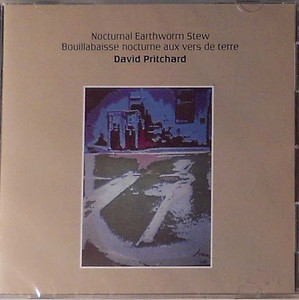 Nocturnal Earthworm Stew
Bouillabaisse nocturne aux vers de terre
David Pritchard